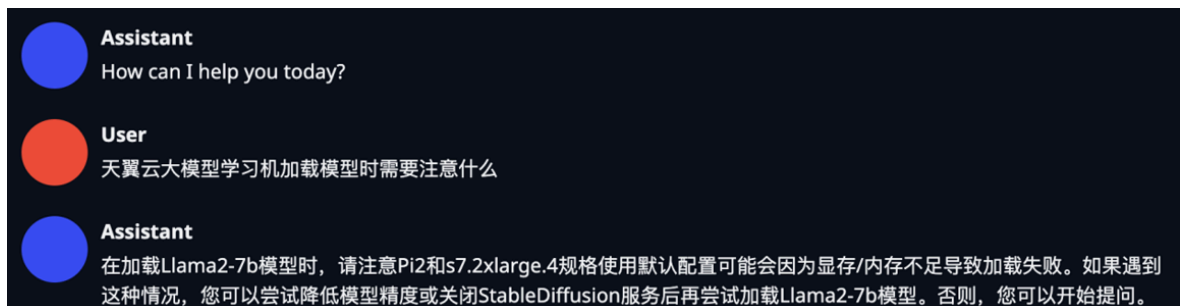 Assistant
How can I help you today?
User
天翼云大模型学习机加载模型时需要注意什么
Assistant
在加载Llama2-7b模型时，请注意Pi2和s7.2xlarge.4规格使用默认配置可能会因为显存/内存不足导致加载失败。如果遇到
这种情况，您可以尝试降低模型精度或关闭StableDiffusion服务后再尝试加载Llama2-7b模型。否则，您可以开始提问。